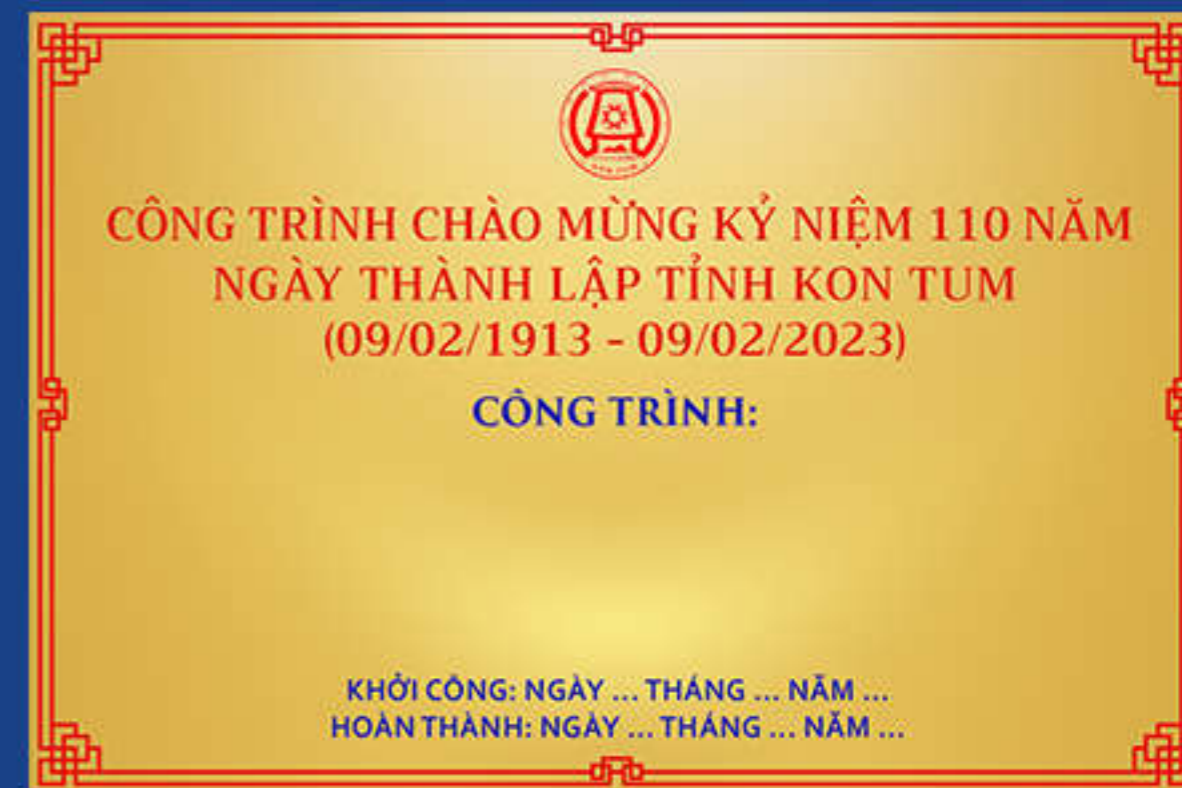 CÔNG TRÌNH CHÀO MỪNG KỶ NIỆM 110 NĂM
NGÀY THÀNH LẬP TỈNH KON TUM
(09/02/1913 - 09/02/2023)
CÔNG TRÌNH:
KHỞI CÔNG: NGÀY ... THÁNG ... NĂM ...
HOÀN THÀNH: NGÀY ... THÁNG ... NĂM ...